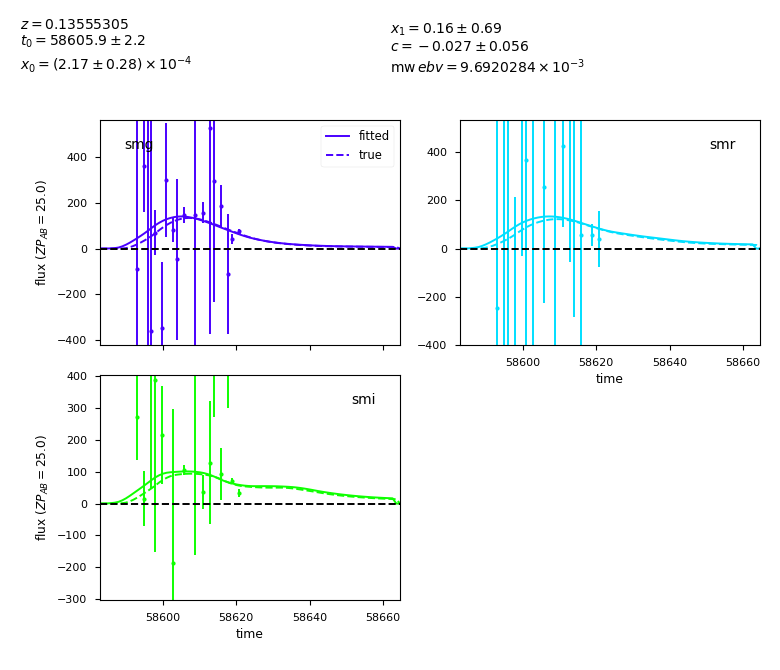 z = 0.13555305
t₀ = 58605.9 ± 2.2
x₀ = (2.17 ± 0.28) × 10⁻⁴
x₁ = 0.16 ± 0.69
c = −0.027 ± 0.056
mw ebv = 9.6920284 × 10⁻³
smg
fitted
true
400
200
0
−200
−400
flux (ZP_AB = 25.0)
smr
400
200
0
−200
−400
58600
58620
58640
58660
time
smi
400
300
200
100
0
−100
−200
−300
flux (ZP_AB = 25.0)
58600
58620
58640
58660
time